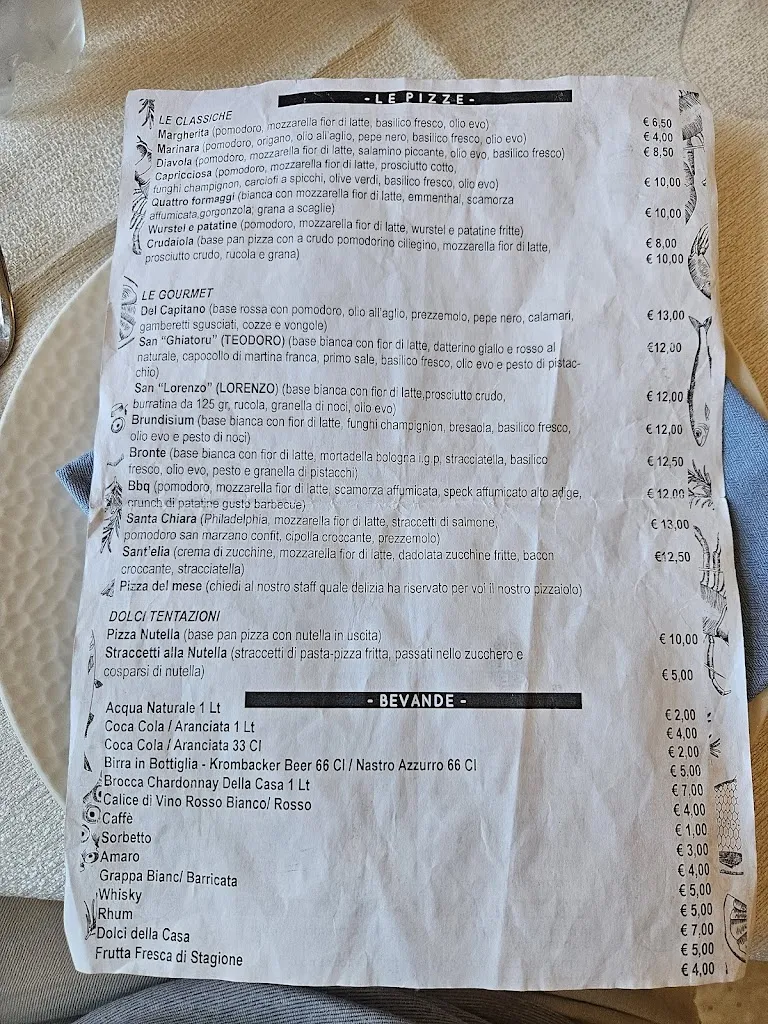 - LE PIZZE -
LE CLASSICHE
Margherita (pomodoro, mozzarella fior di latte, basilico fresco, olio evo) € 6,50
Marinara (pomodoro, origano, olio all'aglio, pepe nero, basilico fresco, olio evo) € 4,00
Diavola (pomodoro, mozzarella fior di latte, salamino piccante, olio evo, basilico fresco) € 8,50
Capricciosa (pomodoro, mozzarella fior di latte, prosciutto cotto,
funghi champignon, carciofi a spicchi, olive verdi, basilico fresco, olio evo) € 10,00
Quattro formaggi (bianca con mozzarella fior di latte, emmenthal, scamorza
affumicata,gorgonzola; grana a scaglie) € 10,00
Wurstel e patatine (pomodoro, mozzarella fior di latte, wurstel e patatine fritte) € 8,00
Crudaiola (base pan pizza con a crudo pomodorino ciliegino, mozzarella fior di latte, € 10,00
prosciutto crudo, rucola e grana)
LE GOURMET
Del Capitano (base rossa con pomodoro, olio all'aglio, prezzemolo, pepe nero, calamari, € 13,00
gamberetti sgusciati, cozze e vongole)
San "Ghiatoru" (TEODORO) (base bianca con fior di latte, datterino giallo e rosso al €12,00
naturale, capocollo di martina franca, primo sale, basilico fresco, olio evo e pesto di pistac-
chio)
San "Lorenzo" (LORENZO) (base bianca con fior di latte,prosciutto crudo, € 12,00
burratina da 125 gr, rucola, granella di noci, olio evo)
Brundisium (base bianca con fior di latte, funghi champignion, bresaola, basilico fresco, € 12,00
olio evo e pesto di noci)
Bronte (base bianca con fior di latte, mortadella bologna i.g.p, stracciatella, basilico € 12,50
fresco, olio evo, pesto e granella di pistacchi)
Bbq (pomodoro, mozzarella fior di latte, scamorza affumicata, speck affumicato alto adige, € 12,00
crunch di patatine gusto barbecue)
Santa Chiara (Philadelphia, mozzarella fior di latte, straccetti di salmone, € 13,00
pomodoro san marzano confit, cipolla croccante, prezzemolo)
Sant'elia (crema di zucchine, mozzarella fior di latte, dadolata zucchine fritte, bacon €12,50
croccante, stracciatella)
Pizza del mese (chiedi al nostro staff quale delizia ha riservato per voi il nostro pizzaiolo)
DOLCI TENTAZIONI
Pizza Nutella (base pan pizza con nutella in uscita) € 10,00
Straccetti alla Nutella (straccetti di pasta-pizza fritta, passati nello zucchero e
cosparsi di nutella) € 5,00
- BEVANDE -
Acqua Naturale 1 Lt € 2,00
Coca Cola / Aranciata 1 Lt € 4,00
Coca Cola / Aranciata 33 Cl € 2,00
Birra in Bottiglia - Krombacker Beer 66 Cl / Nastro Azzurro 66 Cl € 5,00
Brocca Chardonnay Della Casa 1 Lt € 7,00
Calice di Vino Rosso Bianco/ Rosso € 4,00
Caffè € 1,00
Sorbetto € 3,00
Amaro € 4,00
Grappa Bianc/ Barricata € 5,00
Whisky € 5,00
Rhum € 7,00
Dolci della Casa € 5,00
Frutta Fresca di Stagione € 4,00